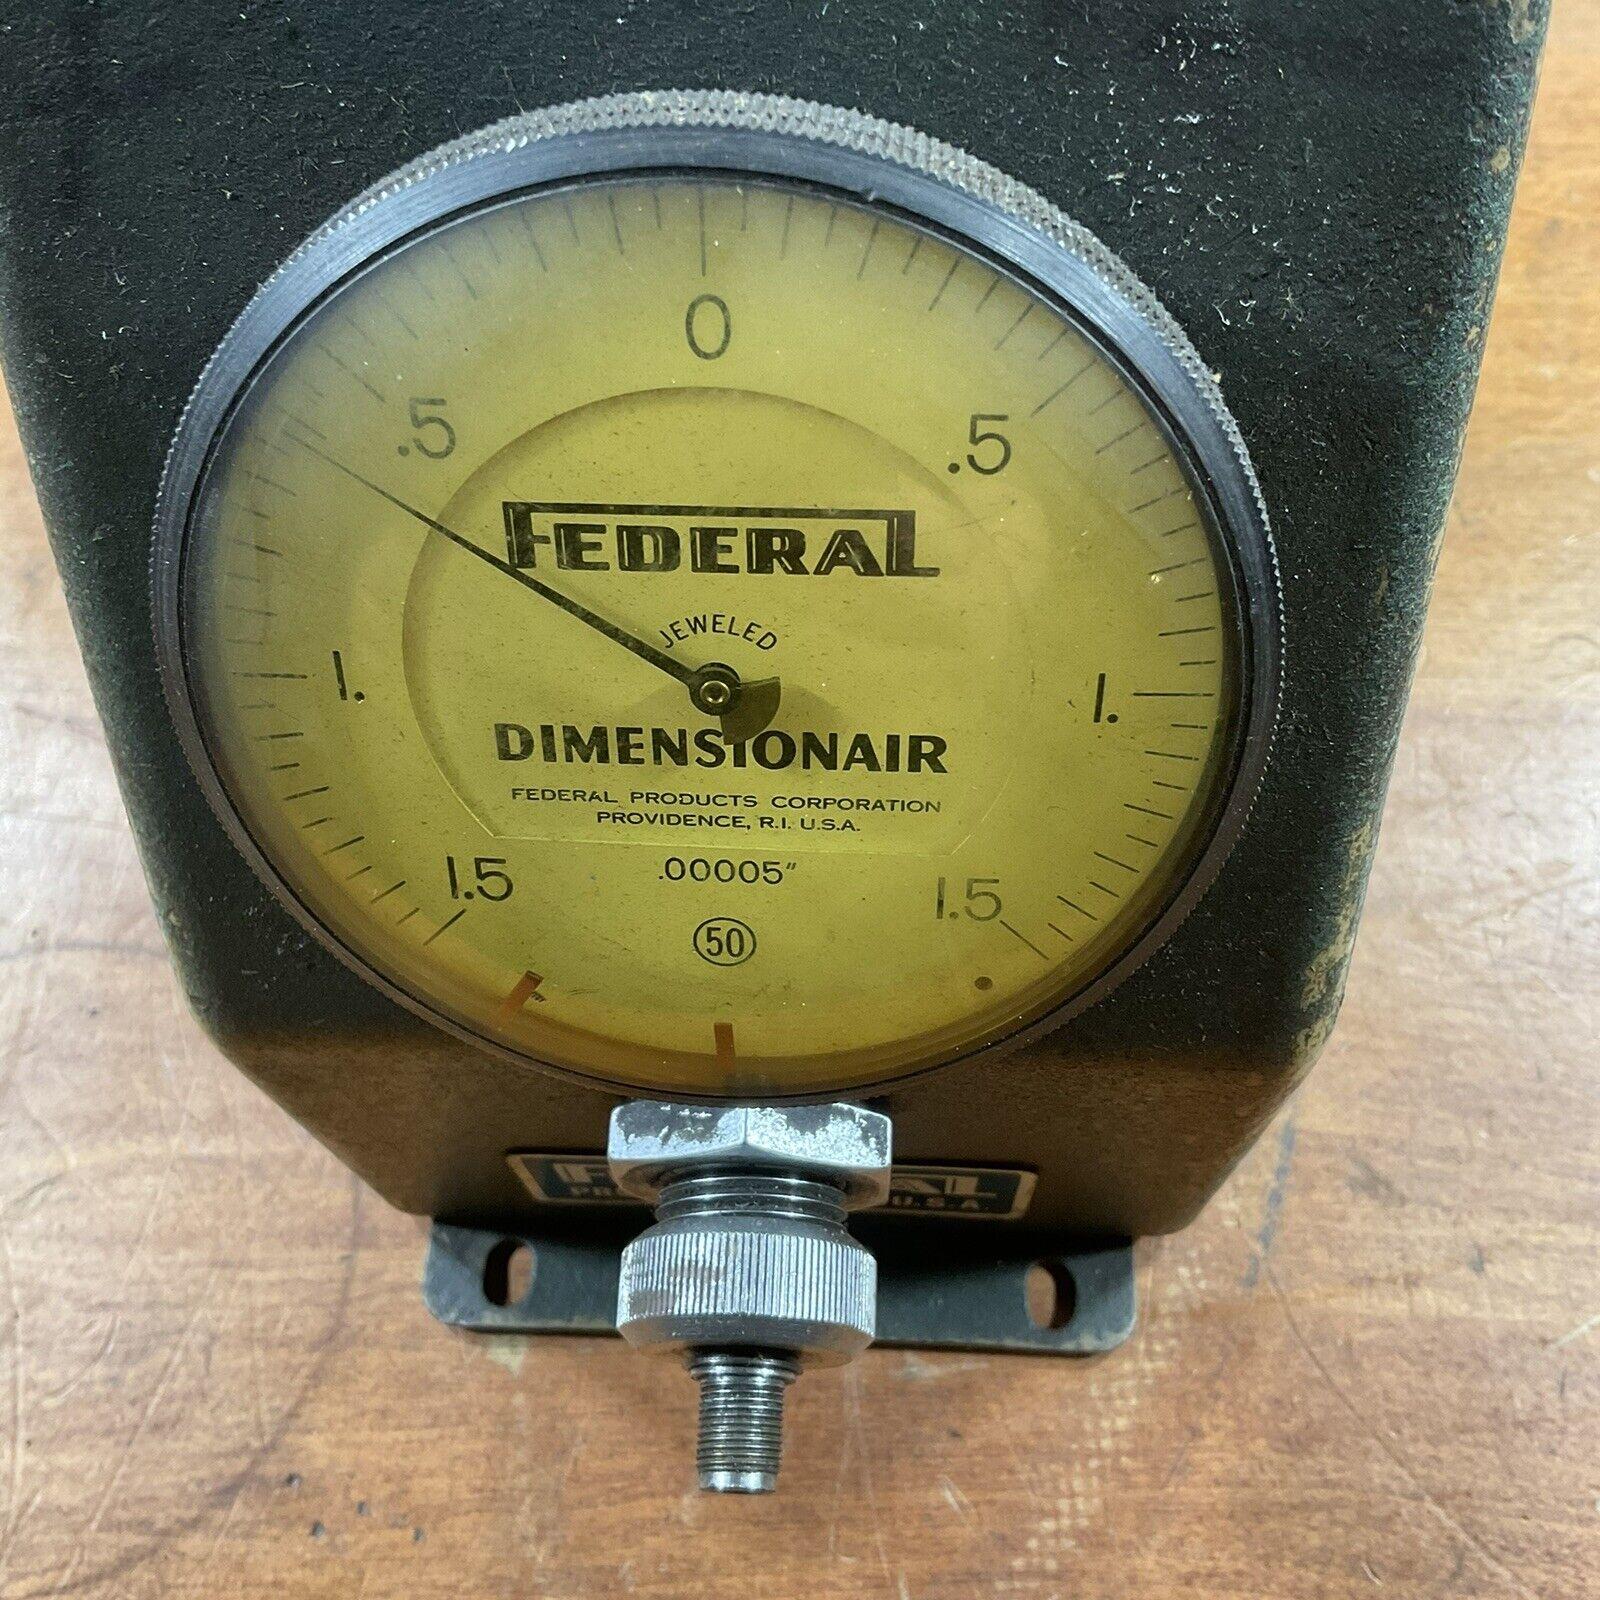 0
.5 .5
FEDERAL
JEWELED
1. 1.
DIMENSIONAIR
FEDERAL PRODUCTS CORPORATION
PROVIDENCE, R.I. U.S.A.
1.5 .00005" 1.5
50
U.S.A.